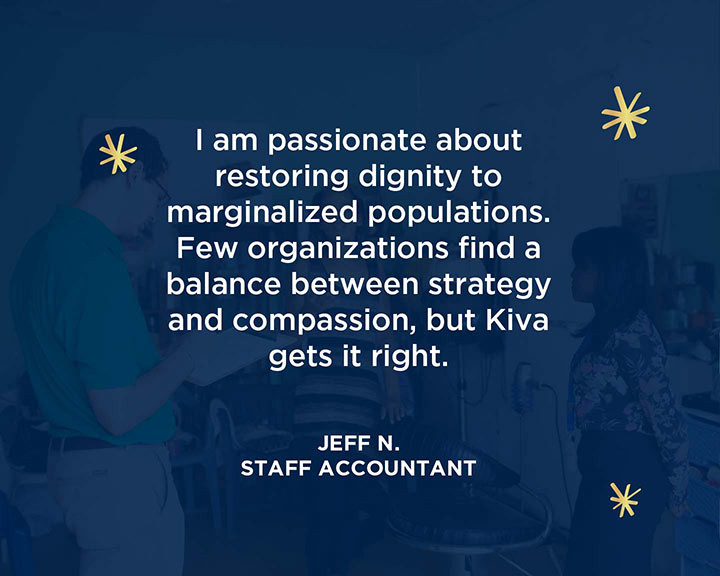 I am passionate about
restoring dignity to
marginalized populations.
Few organizations find a
balance between strategy
and compassion, but Kiva
gets it right.
JEFF N.
STAFF ACCOUNTANT